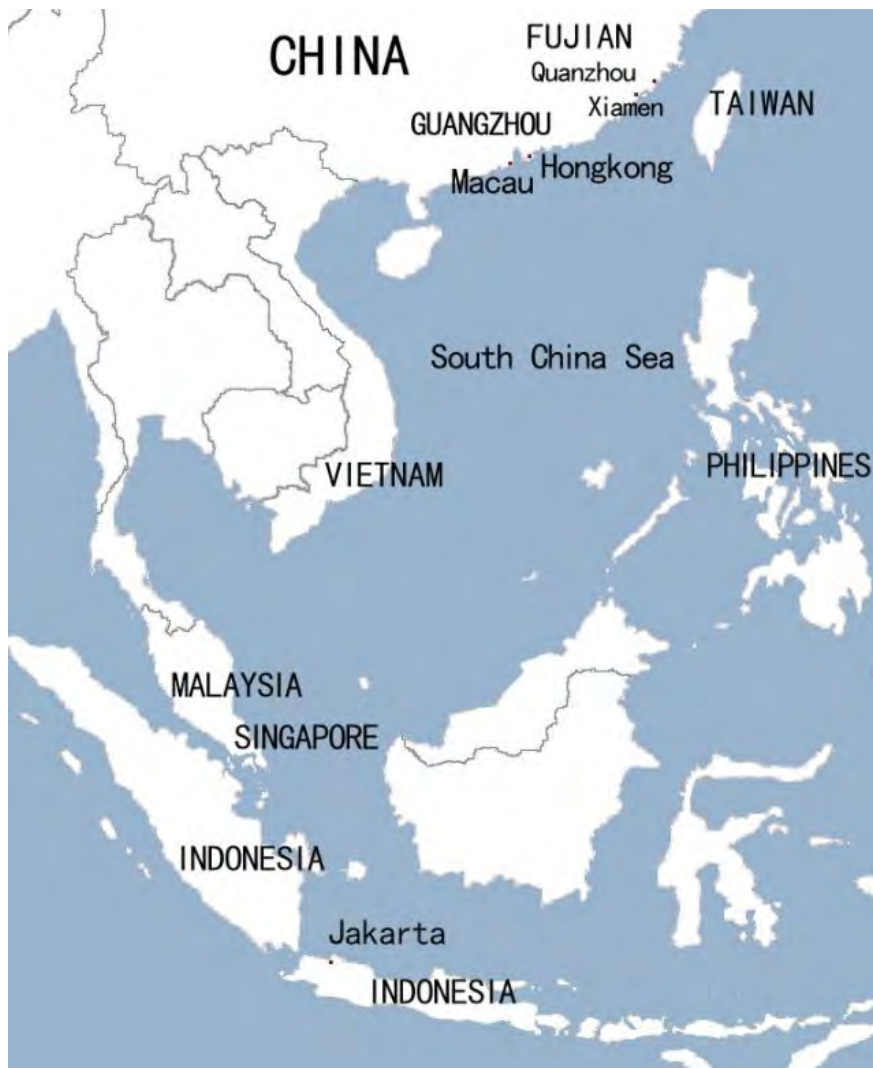 FUJIAN
CHINA
Quanzhou
Xiamen
TAIWAN
GUANGZHOU
Macau
Hongkong
South China Sea
PHILIPPINES
VIETNAM
MALAYSIA
SINGAPORE
INDONESIA
Jakarta
INDONESIA